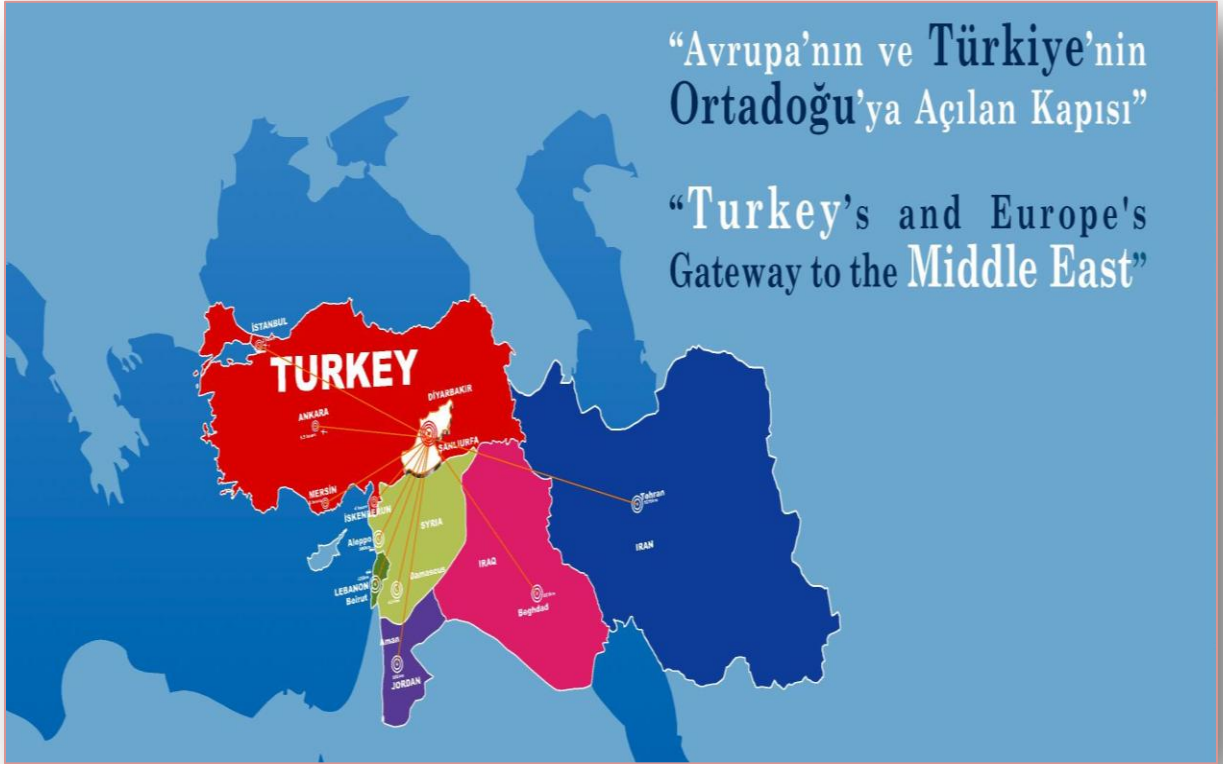 “Avrupa’nın ve Türkiye’nin
Ortadoğu’ya Açılan Kapısı”
“Turkey’s and Europe's
Gateway to the Middle East”
İSTANBUL
TURKEY
DİYARBAKIR
ANKARA
ŞANLIURFA
MERSİN
İSKENDERUN
Tehran
SYRIA
Aleppo
IRAN
IRAQ
Damascus
LEBANON
Beirut
Baghdad
Aman
JORDAN